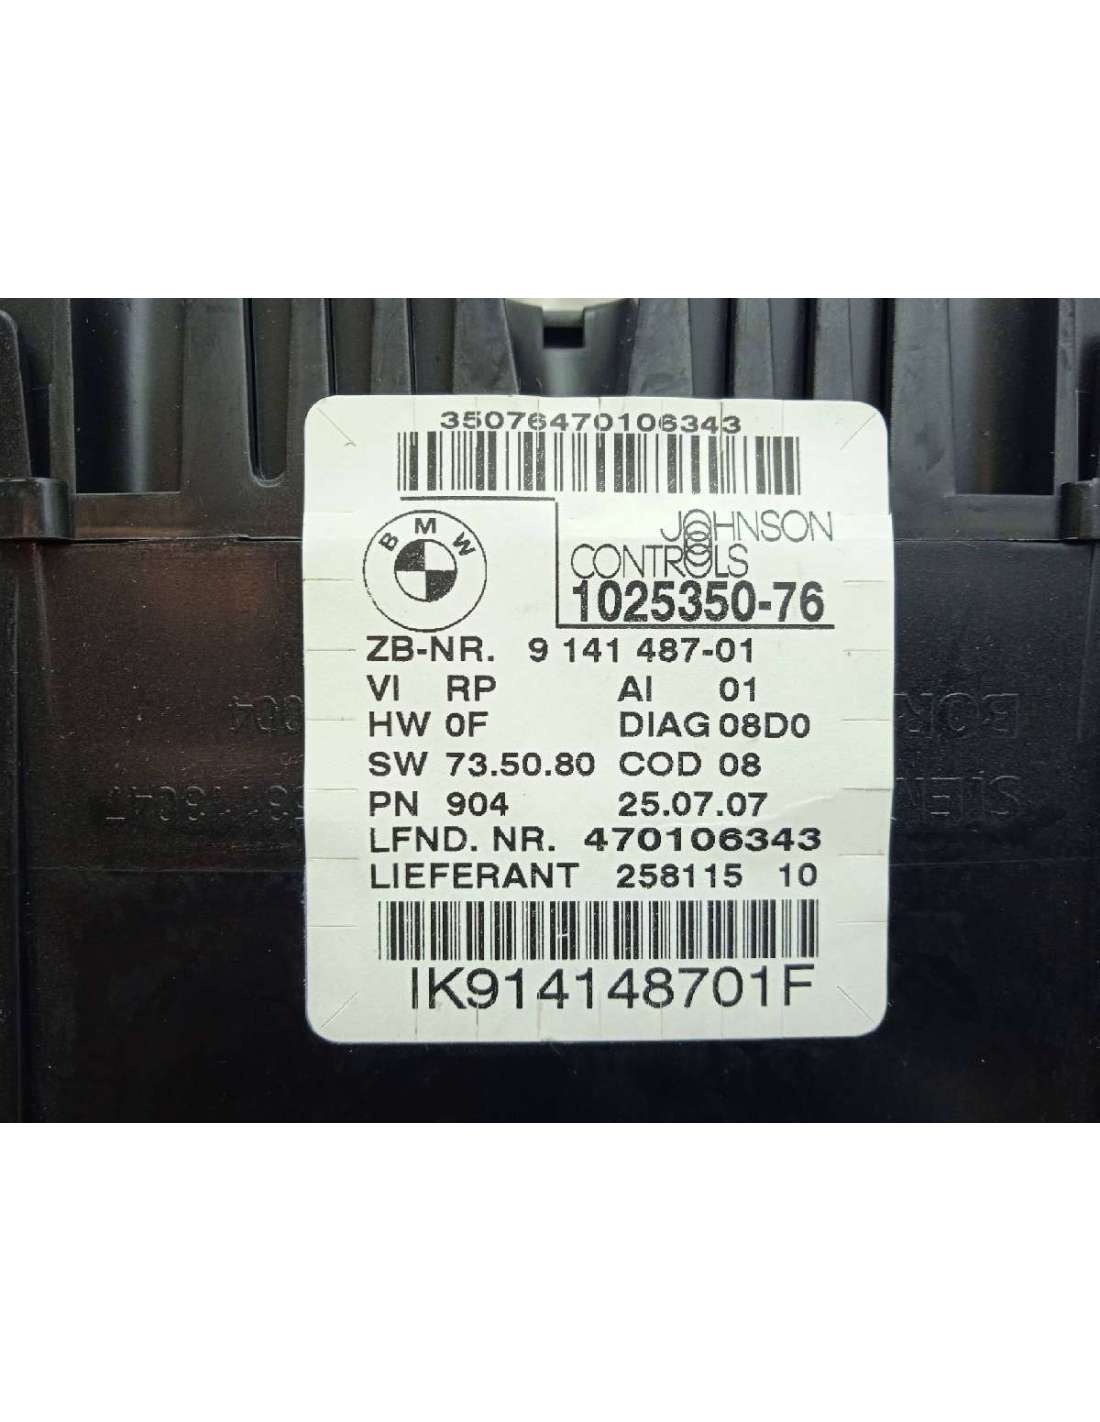 35076470106343
BMW
JOHNSON
CONTROLS
1025350-76
ZB-NR. 9 141 487-01
VI RP AI 01
HW 0F DIAG 08D0
SW 73.50.80 COD 08
PN 904 25.07.07
LFND. NR. 470106343
LIEFERANT 258115 10
IK914148701F